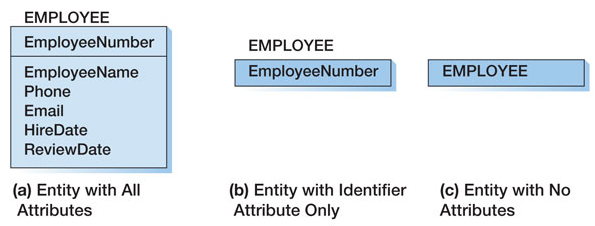 EMPLOYEE
EmployeeNumber
EmployeeName
Phone
Email
HireDate
ReviewDate
(a) Entity with All
Attributes
EMPLOYEE
EmployeeNumber
(b) Entity with Identifier
Attribute Only
EMPLOYEE
(c) Entity with No
Attributes